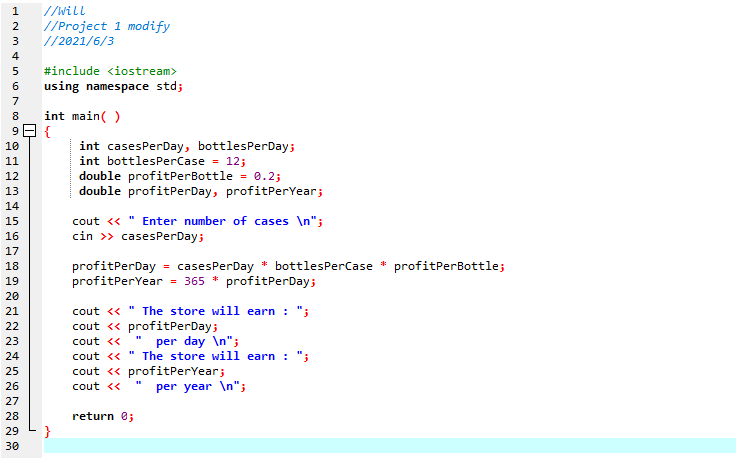 1 //Will
2 //Project 1 modify
3 //2021/6/3
4
5 #include <iostream>
6 using namespace std;
7
8 int main( )
9 {
10 int casesPerDay, bottlesPerDay;
11 int bottlesPerCase = 12;
12 double profitPerBottle = 0.2;
13 double profitPerDay, profitPerYear;
14
15 cout << " Enter number of cases \n";
16 cin >> casesPerDay;
17
18 profitPerDay = casesPerDay * bottlesPerCase * profitPerBottle;
19 profitPerYear = 365 * profitPerDay;
20
21 cout << " The store will earn : ";
22 cout << profitPerDay;
23 cout <<  "  per day \n";
24 cout << " The store will earn : ";
25 cout << profitPerYear;
26 cout <<  "  per year \n";
27
28 return 0;
29 }
30